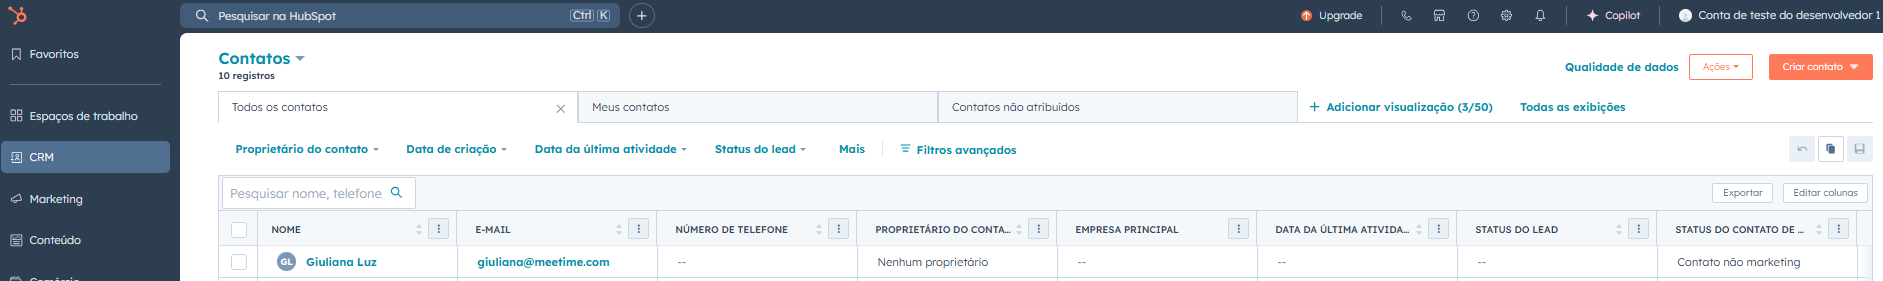 Pesquisar na HubSpot Ctrl K
Upgrade
Copilot
Conta de teste do desenvolvedor 1
Favoritos
Espaços de trabalho
CRM
Marketing
Conteúdo
Contatos
10 registros
Qualidade de dados
Ações
Criar contato
Todos os contatos
Meus contatos
Contatos não atribuidos
Adicionar visualização (3/50)
Todas as exibições
Proprietário do contato
Data de criação
Data da última atividade
Status do lead
Mais
Filtros avançados
Pesquisar nome, telefone,
Exportar
Editar colunas
NOME
E-MAIL
NÚMERO DE TELEFONE
PROPRIETÁRIO DO CONTA...
EMPRESA PRINCIPAL
DATA DA ÚLTIMA ATIVIDA...
STATUS DO LEAD
STATUS DO CONTATO DE ...
GL Giuliana Luz
giuliana@meetime.com
--
Nenhum proprietário
--
--
--
Contato não marketing